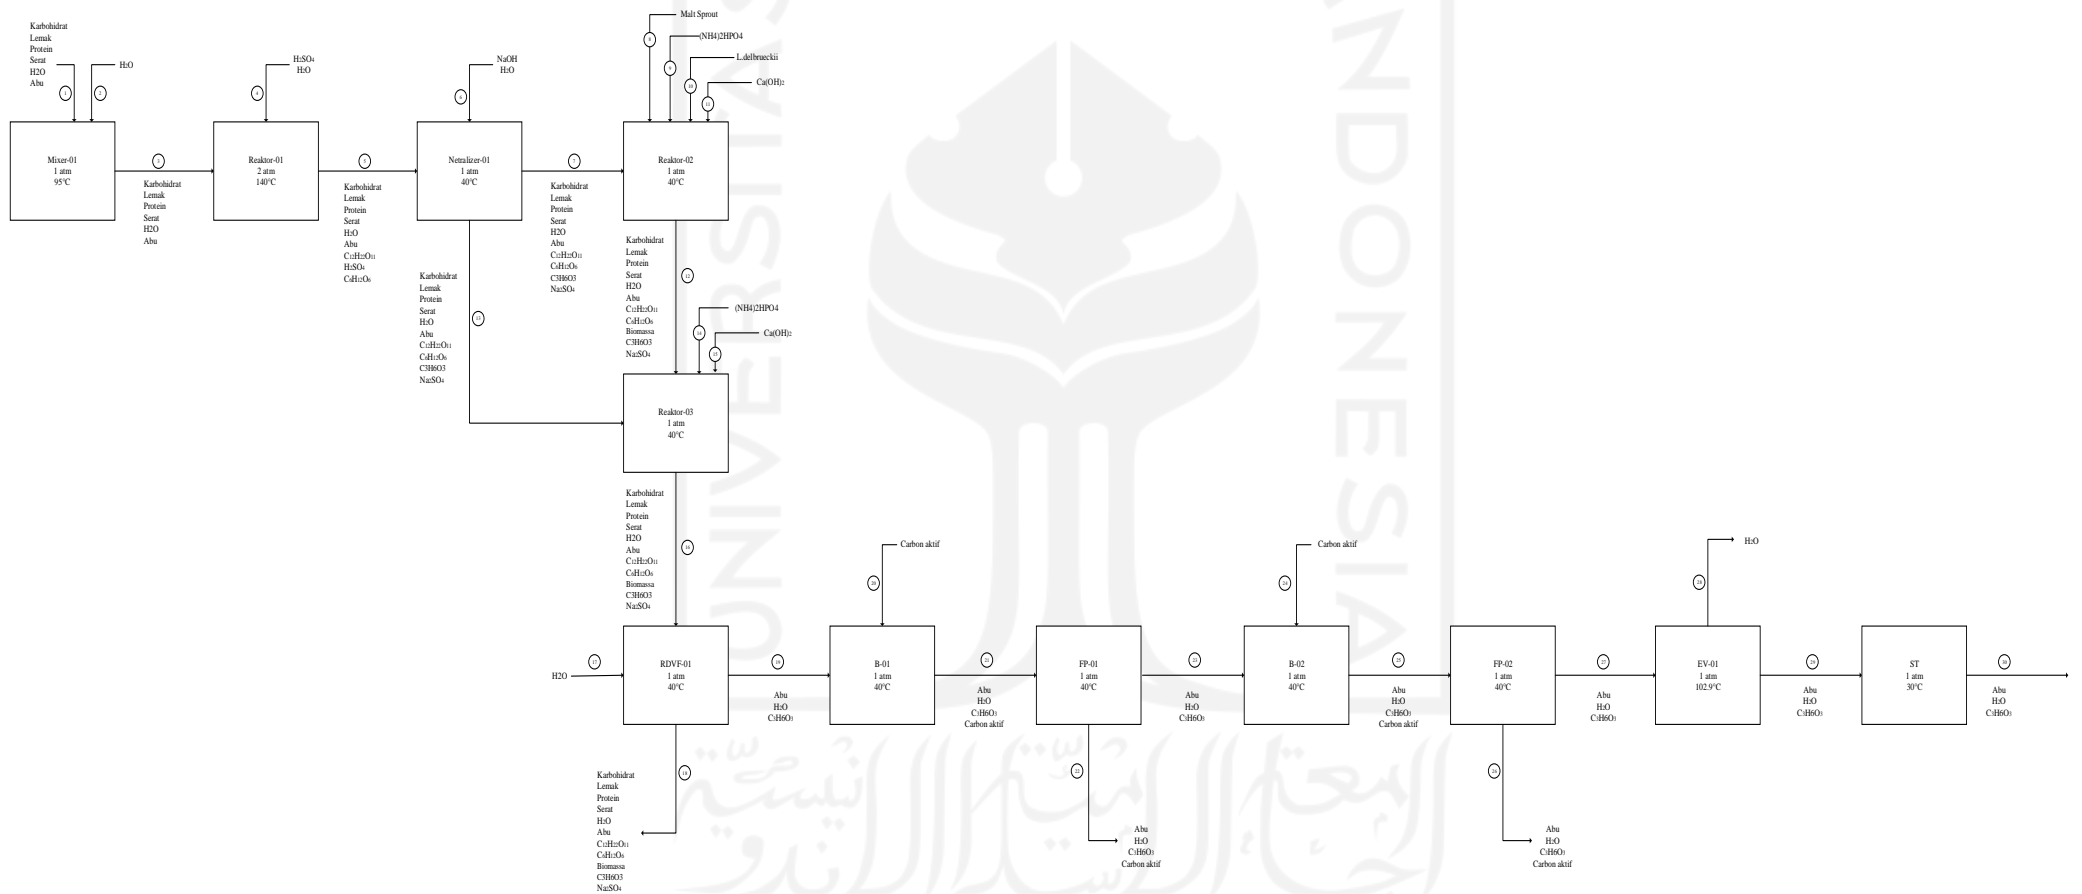 Karbohidrat
Lemak
Protein
Serat
H2O
Abu
1
H2O
2
Mixer-01
1 atm
95°C
3
Karbohidrat
Lemak
Protein
Serat
H2O
Abu
H2SO4
H2O
4
Reaktor-01
2 atm
140°C
5
Karbohidrat
Lemak
Protein
Serat
H2O
Abu
C12H22O11
H2SO4
C6H12O6
NaOH
H2O
6
Netralizer-01
1 atm
40°C
7
Karbohidrat
Lemak
Protein
Serat
H2O
Abu
C12H22O11
C6H12O6
C3H6O3
Na2SO4
Malt Sprout
8
(NH4)2HPO4
9
L.delbrueckii
10
Ca(OH)2
11
Reaktor-02
1 atm
40°C
Karbohidrat
Lemak
Protein
Serat
H2O
Abu
C12H22O11
C6H12O6
Biomassa
C3H6O3
Na2SO4
12
Karbohidrat
Lemak
Protein
Serat
H2O
Abu
C12H22O11
C6H12O6
C3H6O3
Na2SO4
13
(NH4)2HPO4
14
Ca(OH)2
15
Reaktor-03
1 atm
40°C
Karbohidrat
Lemak
Protein
Serat
H2O
Abu
C12H22O11
C6H12O6
Biomassa
C3H6O3
Na2SO4
16
H2O
17
RDVF-01
1 atm
40°C
Karbohidrat
Lemak
Protein
Serat
H2O
Abu
C12H22O11
C6H12O6
Biomassa
C3H6O3
Na2SO4
18
19
Abu
H2O
C3H6O3
Carbon aktif
20
B-01
1 atm
40°C
21
Abu
H2O
C3H6O3
Carbon aktif
FP-01
1 atm
40°C
22
Abu
H2O
C3H6O3
Carbon aktif
23
Abu
H2O
C3H6O3
Carbon aktif
24
B-02
1 atm
40°C
25
Abu
H2O
C3H6O3
Carbon aktif
FP-02
1 atm
40°C
26
Abu
H2O
C3H6O3
Carbon aktif
27
Abu
H2O
C3H6O3
H2O
28
EV-01
1 atm
102.9°C
29
Abu
H2O
C3H6O3
ST
1 atm
30°C
30
Abu
H2O
C3H6O3
UNIVERSITAS
INDONESIA